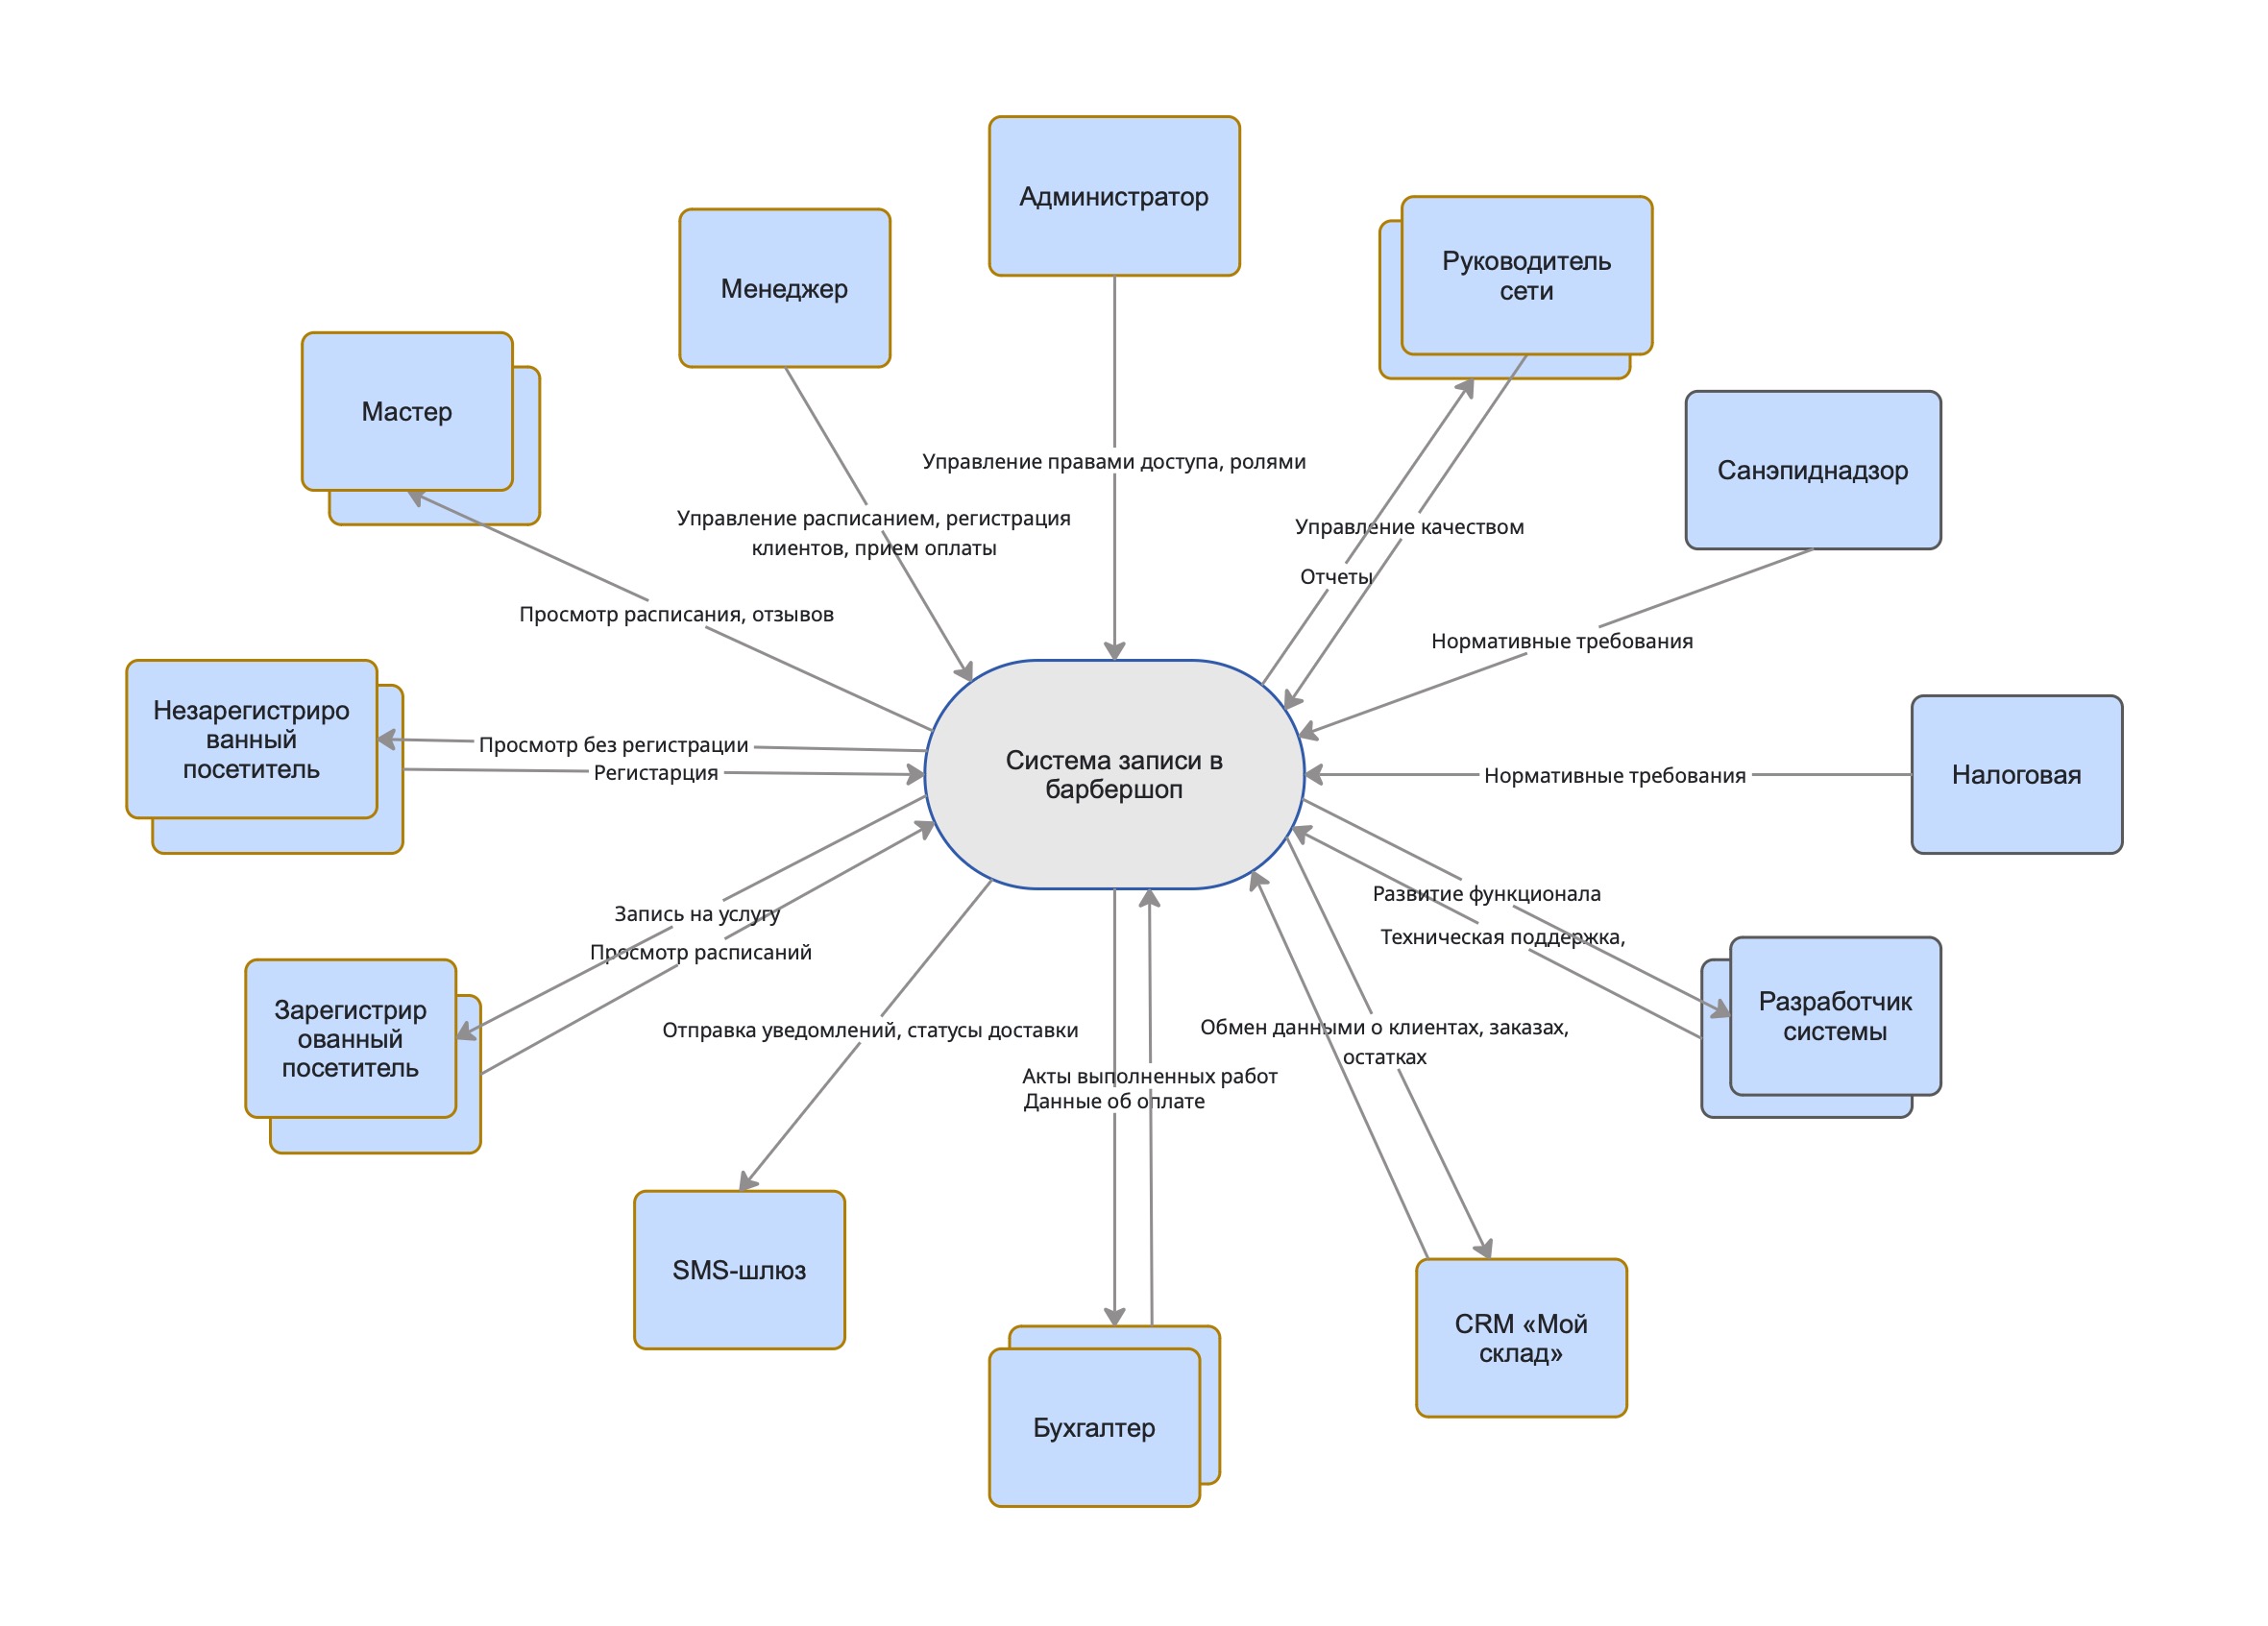 Администратор
Руководитель
сети
Менеджер
Мастер
Санэпиднадзор
Управление правами доступа, ролями
Управление расписанием, регистрация
клиентов, прием оплаты
Управление качеством
Отчеты
Просмотр расписания, отзывов
Нормативные требования
Незарегистриро
ванный
посетитель
Просмотр без регистрации
Регистарция
Система записи в
барбершоп
Нормативные требования
Налоговая
Запись на услугу
Просмотр расписаний
Развитие функционала
Техническая поддержка,
Зарегистрир
ованный
посетитель
Разработчик
системы
Отправка уведомлений, статусы доставки
Обмен данными о клиентах, заказах,
остатках
Акты выполненных работ
Данные об оплате
SMS-шлюз
CRM «Мой
склад»
Бухгалтер